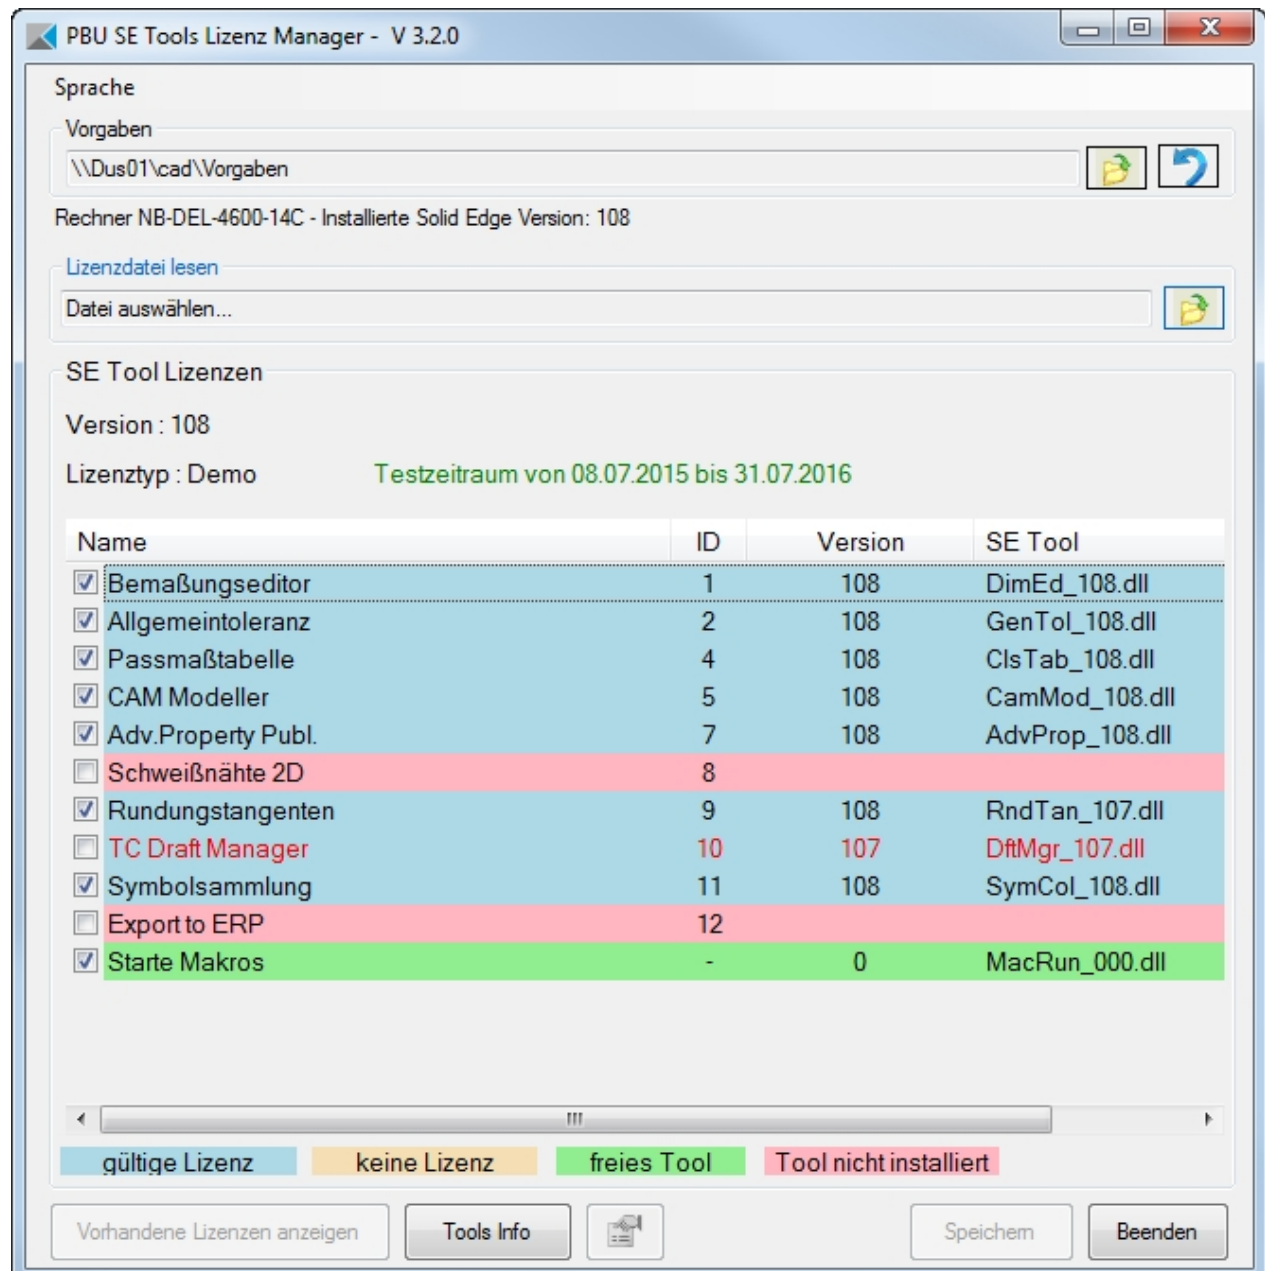 PBU SE Tools Lizenz Manager - V 3.2.0
Sprache
Vorgaben
\\Dus01\cad\Vorgaben
Rechner NB-DEL-4600-14C - Installierte Solid Edge Version: 108
Lizenzdatei lesen
Datei auswählen...
SE Tool Lizenzen
Version : 108
Lizenztyp : Demo Testzeitraum von 08.07.2015 bis 31.07.2016
Name ID Version SE Tool
Bemaßungseditor 1 108 DimEd_108.dll
Allgemeintoleranz 2 108 GenTol_108.dll
Passmaßtabelle 4 108 ClsTab_108.dll
CAM Modeller 5 108 CamMod_108.dll
Adv.Property Publ. 7 108 AdvProp_108.dll
Schweißnähte 2D 8
Rundungstangenten 9 108 RndTan_107.dll
TC Draft Manager 10 107 DftMgr_107.dll
Symbolsammlung 11 108 SymCol_108.dll
Export to ERP 12
Starte Makros - 0 MacRun_000.dll
gültige Lizenz keine Lizenz freies Tool Tool nicht installiert
Vorhandene Lizenzen anzeigen Tools Info Speichern Beenden